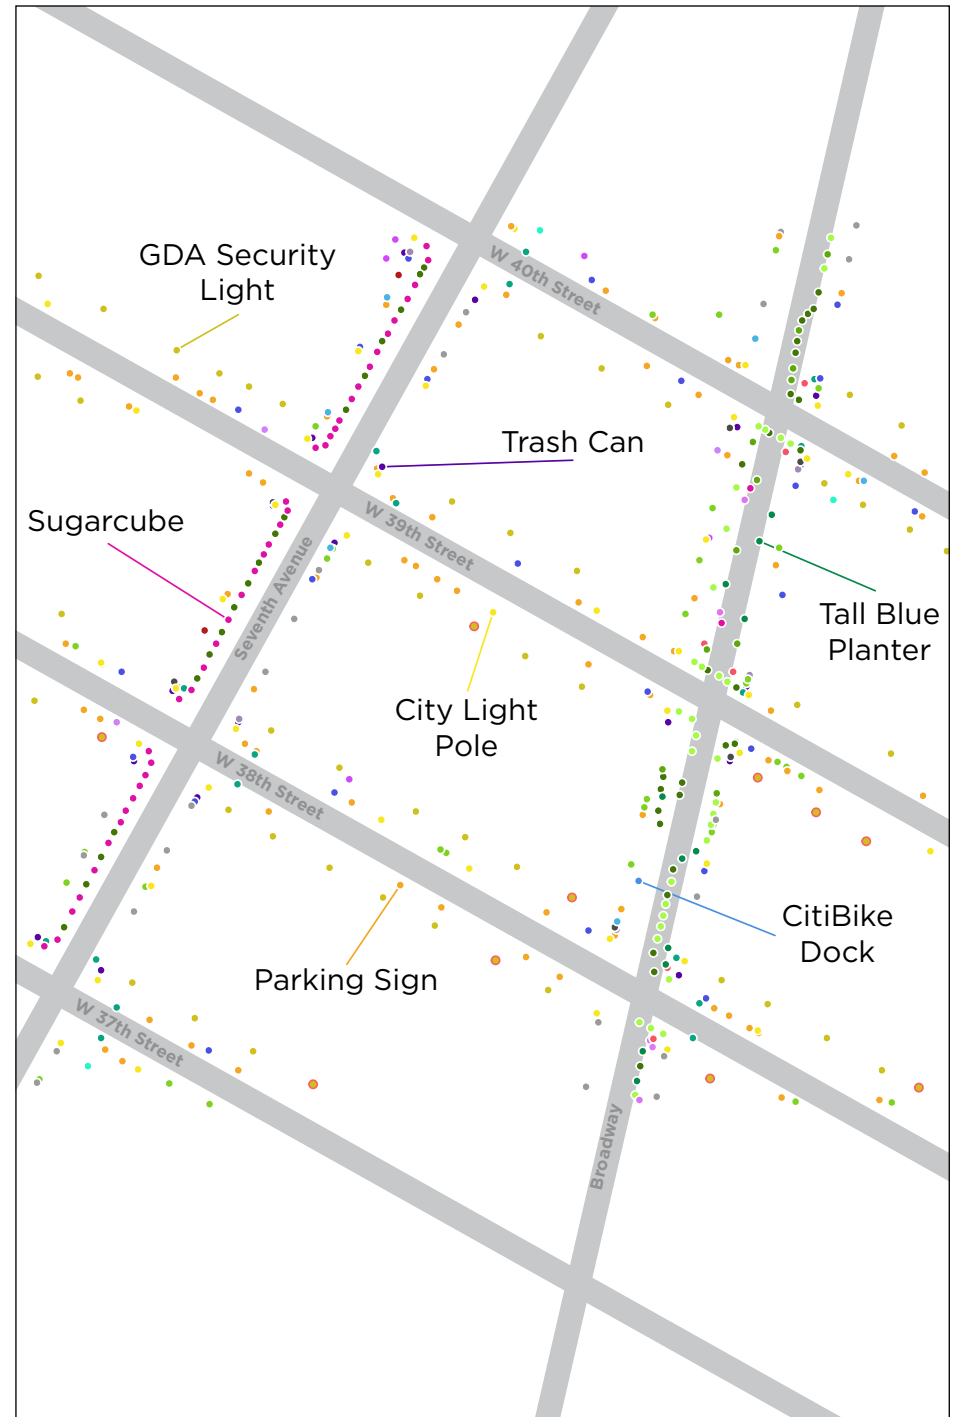 GDA Security
Light
W 40th Street
Trash Can
Sugarcube
W 39th Street
Seventh Avenue
Tall Blue
Planter
City Light
Pole
W 38th Street
CitiBike
Dock
Parking Sign
W 37th Street
Broadway